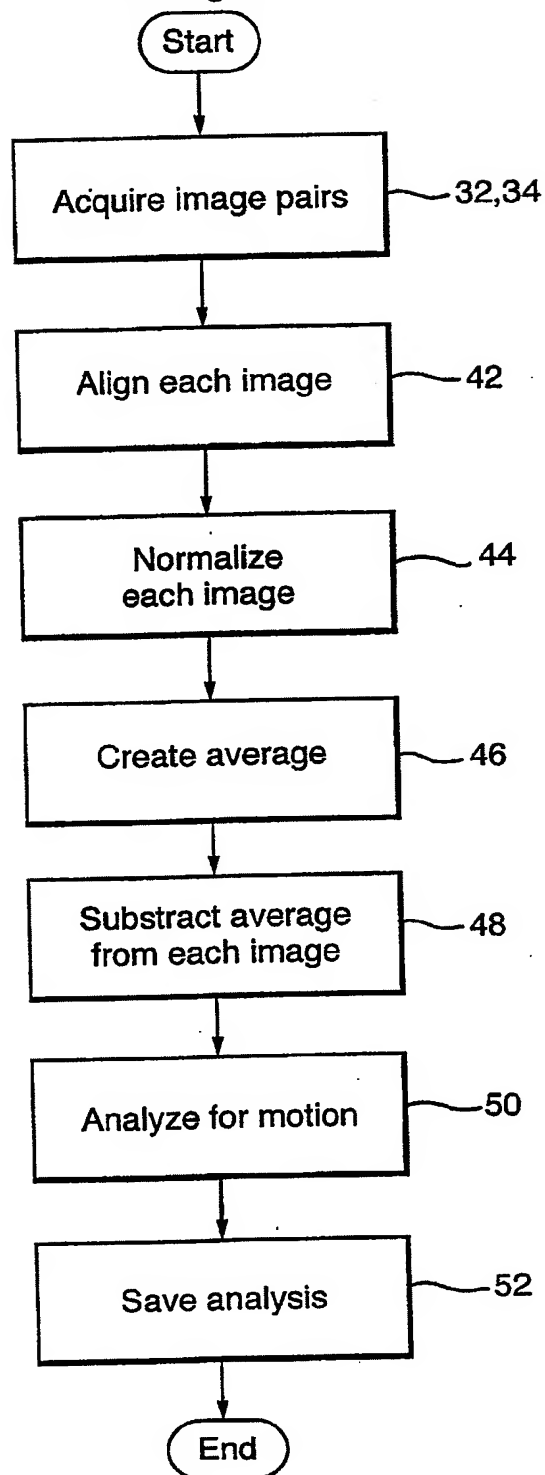 Start
Acquire image pairs
32,34
Align each image
42
Normalize
each image
44
Create average
46
Substract average
from each image
48
Analyze for motion
50
Save analysis
52
End